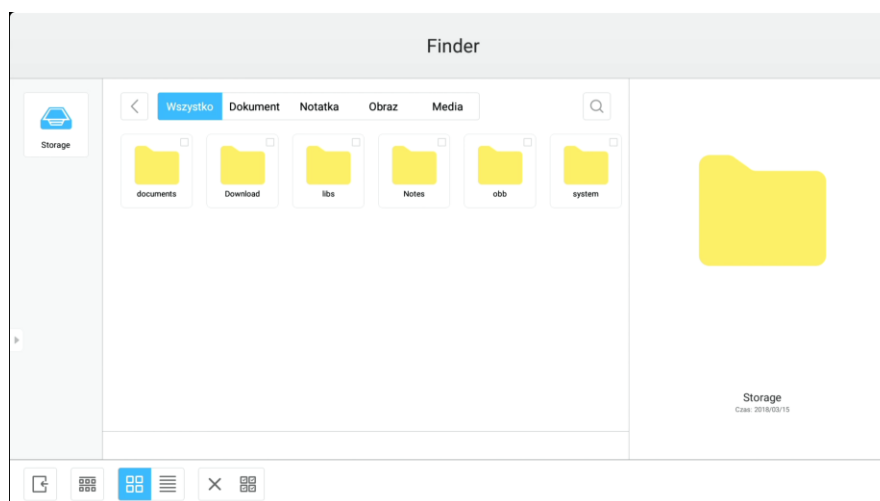 Finder
Storage
Wszystko Dokument Notatka Obraz Media
documents Download libs Notes obb system
Storage
Czas: 2018/03/15